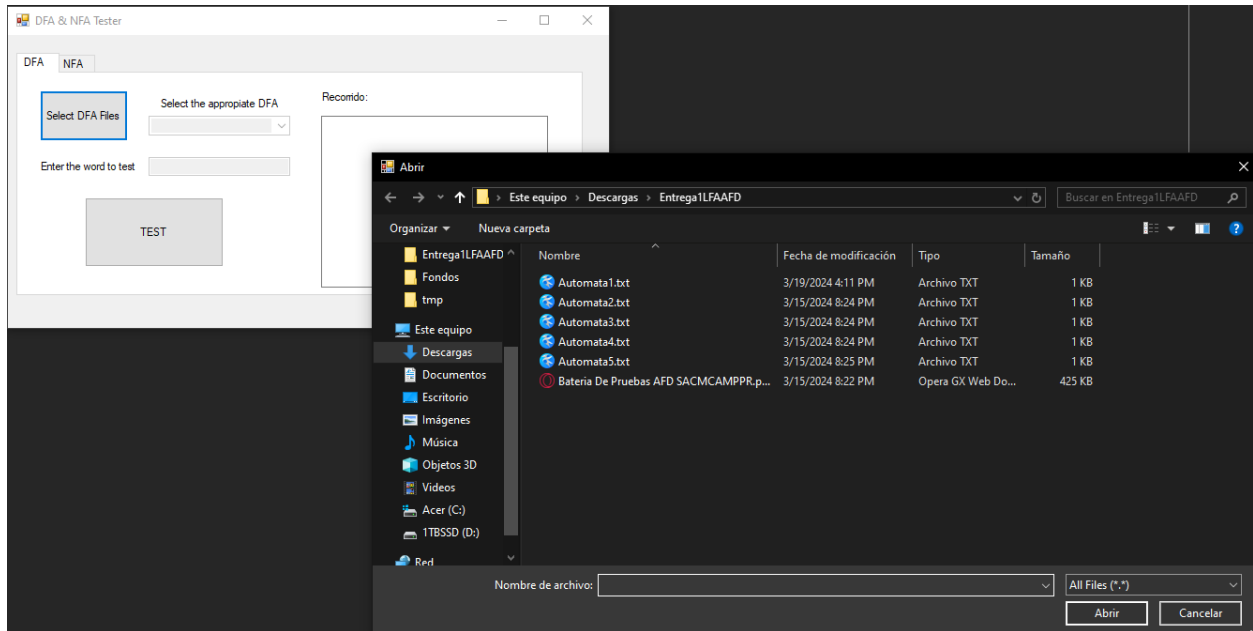 DFA & NFA Tester
DFA NFA
Select DFA Files
Select the appropiate DFA
Recorrido:
Enter the word to test
TEST
Abrir
Este equipo > Descargas > Entrega1LFAAFD
Buscar en Entrega1LFAAFD
Organizar Nueva carpeta
Entrega1LFAAFD
Fondos
tmp
Este equipo
Descargas
Documentos
Escritorio
Imágenes
Música
Objetos 3D
Videos
Acer (C:)
1TBSSD (D:)
Red
Nombre Fecha de modificación Tipo Tamaño
Automata1.txt 3/19/2024 4:11 PM Archivo TXT 1 KB
Automata2.txt 3/15/2024 8:24 PM Archivo TXT 1 KB
Automata3.txt 3/15/2024 8:24 PM Archivo TXT 1 KB
Automata4.txt 3/15/2024 8:24 PM Archivo TXT 1 KB
Automata5.txt 3/15/2024 8:25 PM Archivo TXT 1 KB
Bateria De Pruebas AFD SACMCAMPPR.p... 3/15/2024 8:22 PM Opera GX Web Do... 425 KB
Nombre de archivo:
All Files (*.*)
Abrir Cancelar